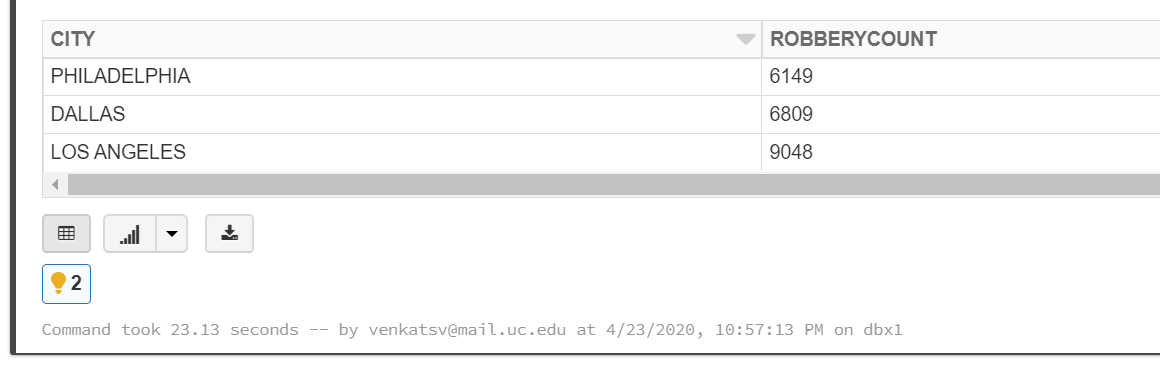 CITY ROBBERYCOUNT
PHILADELPHIA 6149
DALLAS 6809
LOS ANGELES 9048
2
Command took 23.13 seconds -- by venkatsv@mail.uc.edu at 4/23/2020, 10:57:13 PM on dbx1